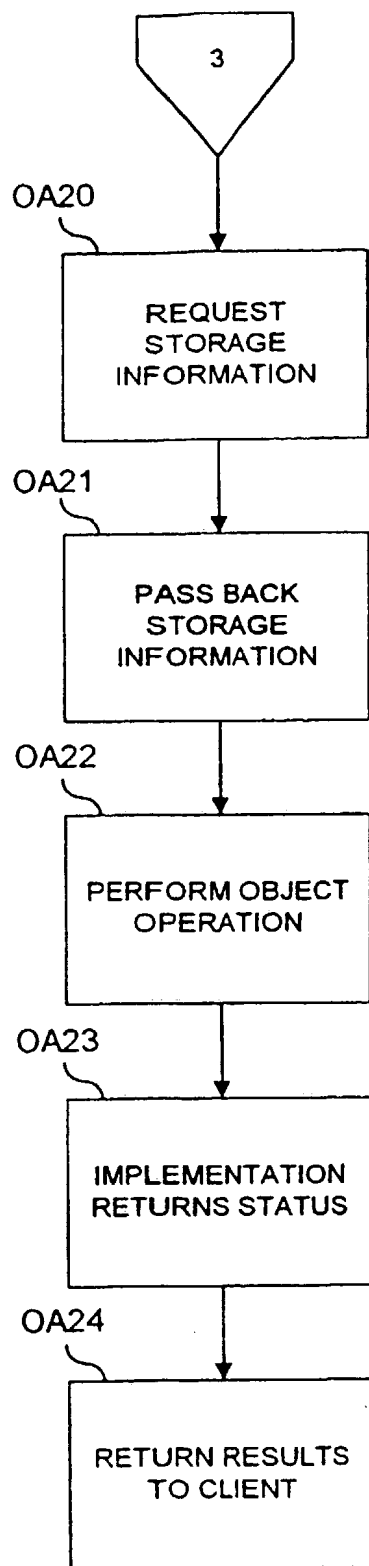 3
OA20
REQUEST
STORAGE
INFORMATION
OA21
PASS BACK
STORAGE
INFORMATION
OA22
PERFORM OBJECT
OPERATION
OA23
IMPLEMENTATION
RETURNS STATUS
OA24
RETURN RESULTS
TO CLIENT